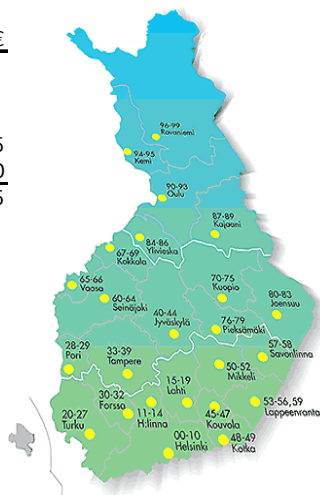 €
5
0
5
96-99
Rovaniemi
94-95
Kemi
90-93
Oulu
87-89
Kajaani
84-86
Ylivieska
67-69
Kokkola
65-66
Vaasa
60-64
Seinäjoki
70-75
Kuopio
80-83
Joensuu
40-44
Jyväskylä
76-79
Pieksämäki
57-58
Savonlinna
28-29
Pori
33-39
Tampere
50-52
Mikkeli
15-19
Lahti
30-32
Forssa
11-14
H:linna
53-56,59
Lappeenranta
20-27
Turku
45-47
Kouvola
00-10
Helsinki
48-49
Kotka